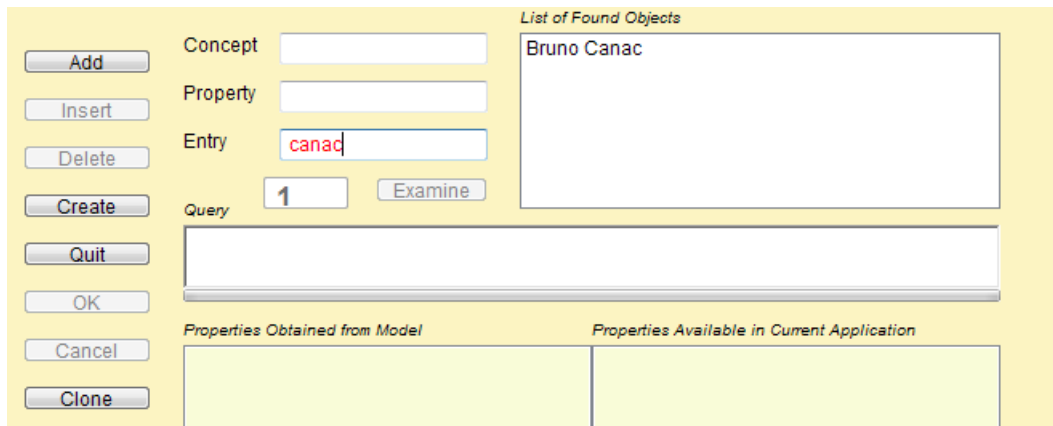 List of Found Objects
Add
Concept
Bruno Canac
Insert
Property
Delete
Entry
canac
Create
Query
1
Examine
Quit
OK
Properties Obtained from Model
Properties Available in Current Application
Cancel
Clone